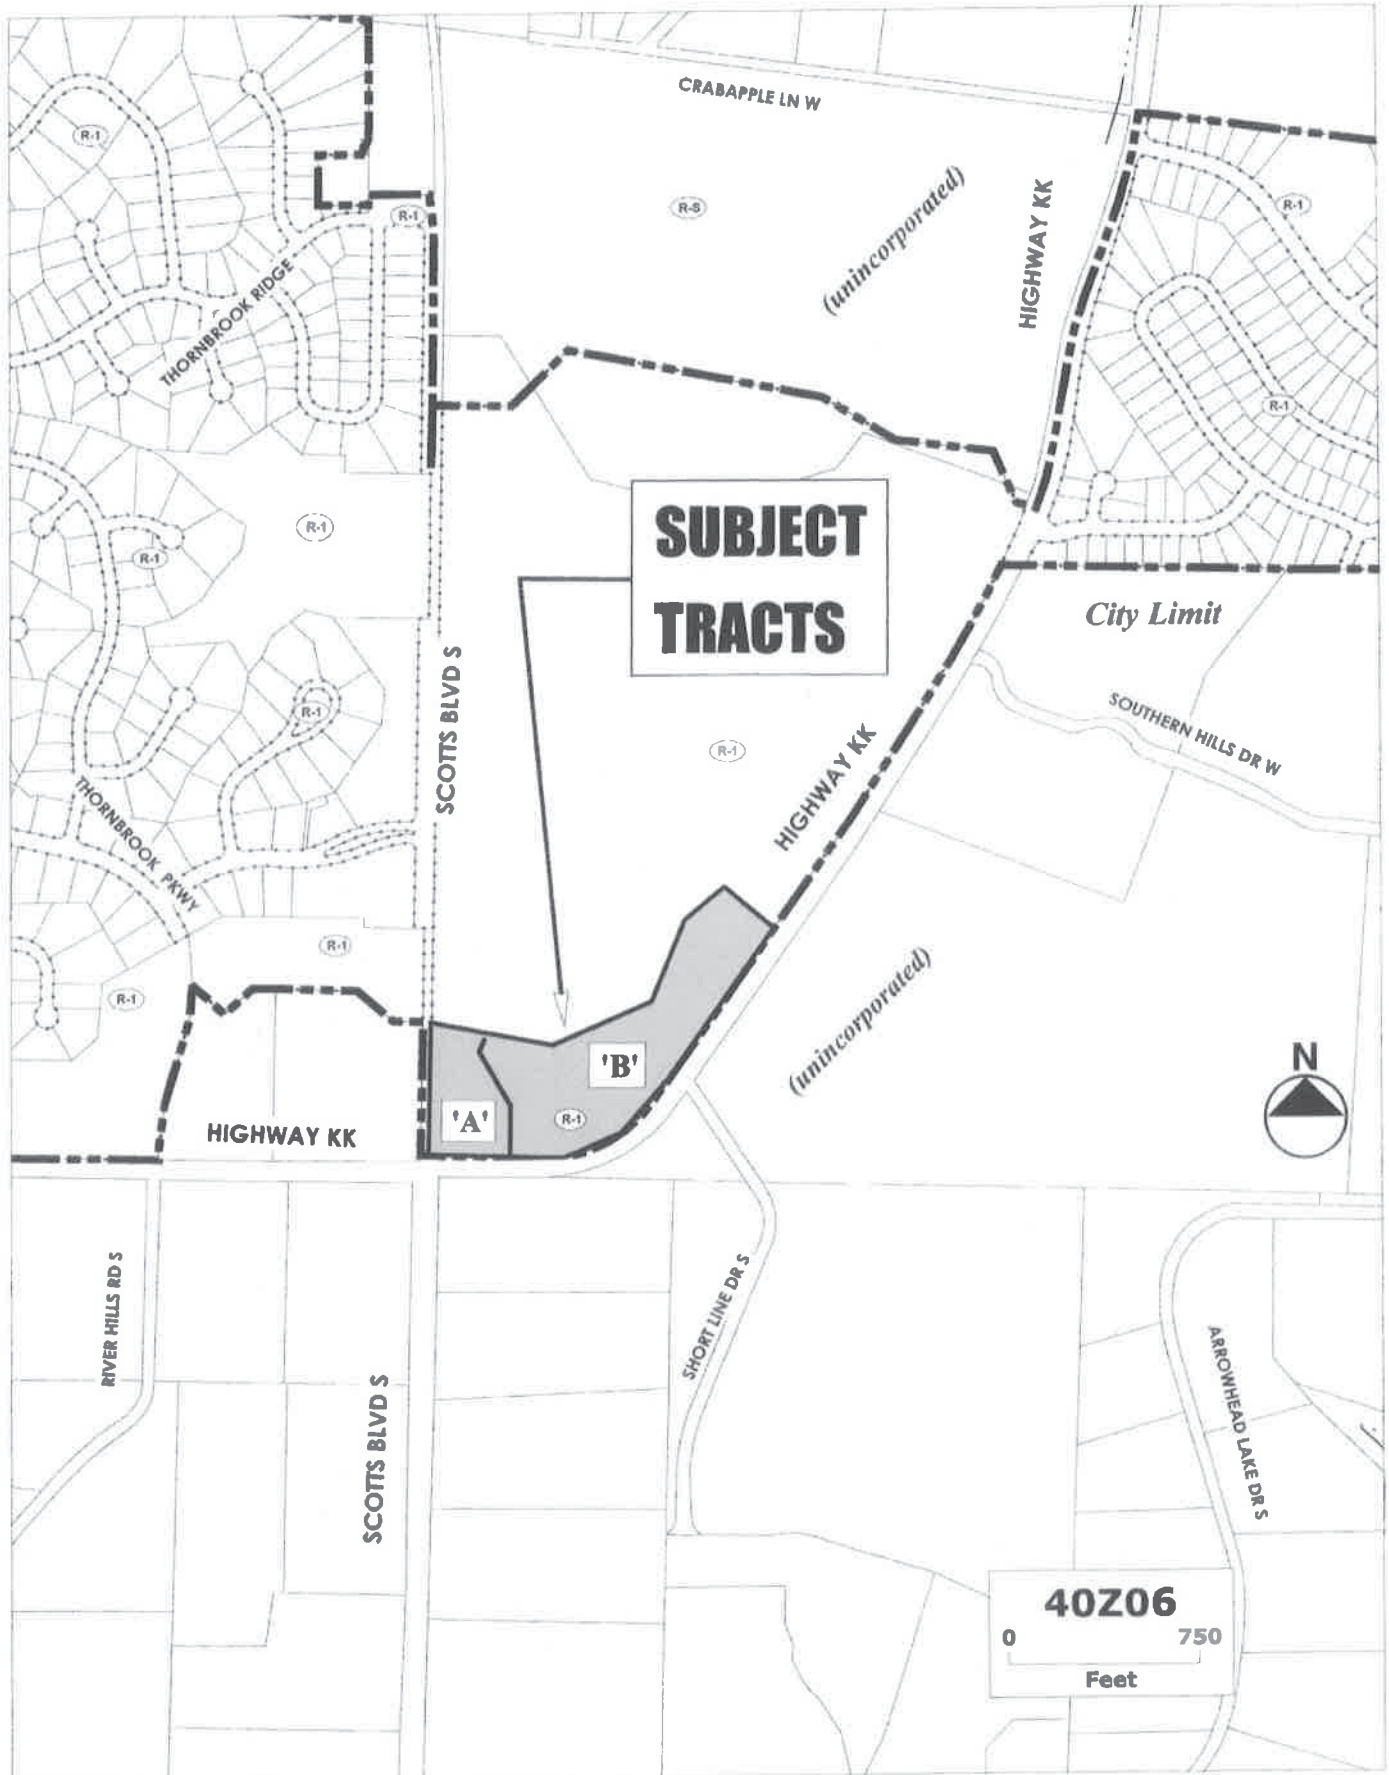 CRABAPPLE LN W
R-1
R-S
(unincorporated)
HIGHWAY KK
R-1
R-1
THORNBROOK RIDGE
R-1
SUBJECT
TRACTS
R-1
R-1
City Limit
SCOTTS BLVD S
R-1
SOUTHERN HILLS DR W
R-1
HIGHWAY KK
THORNBROOK PKWY
R-1
R-1
(unincorporated)
'B'
'A'
R-1
N
HIGHWAY KK
RIVER HILLS RD S
SHORT LINE DR S
SCOTTS BLVD S
ARROWHEAD LAKE DR S
40Z06
0 750
Feet